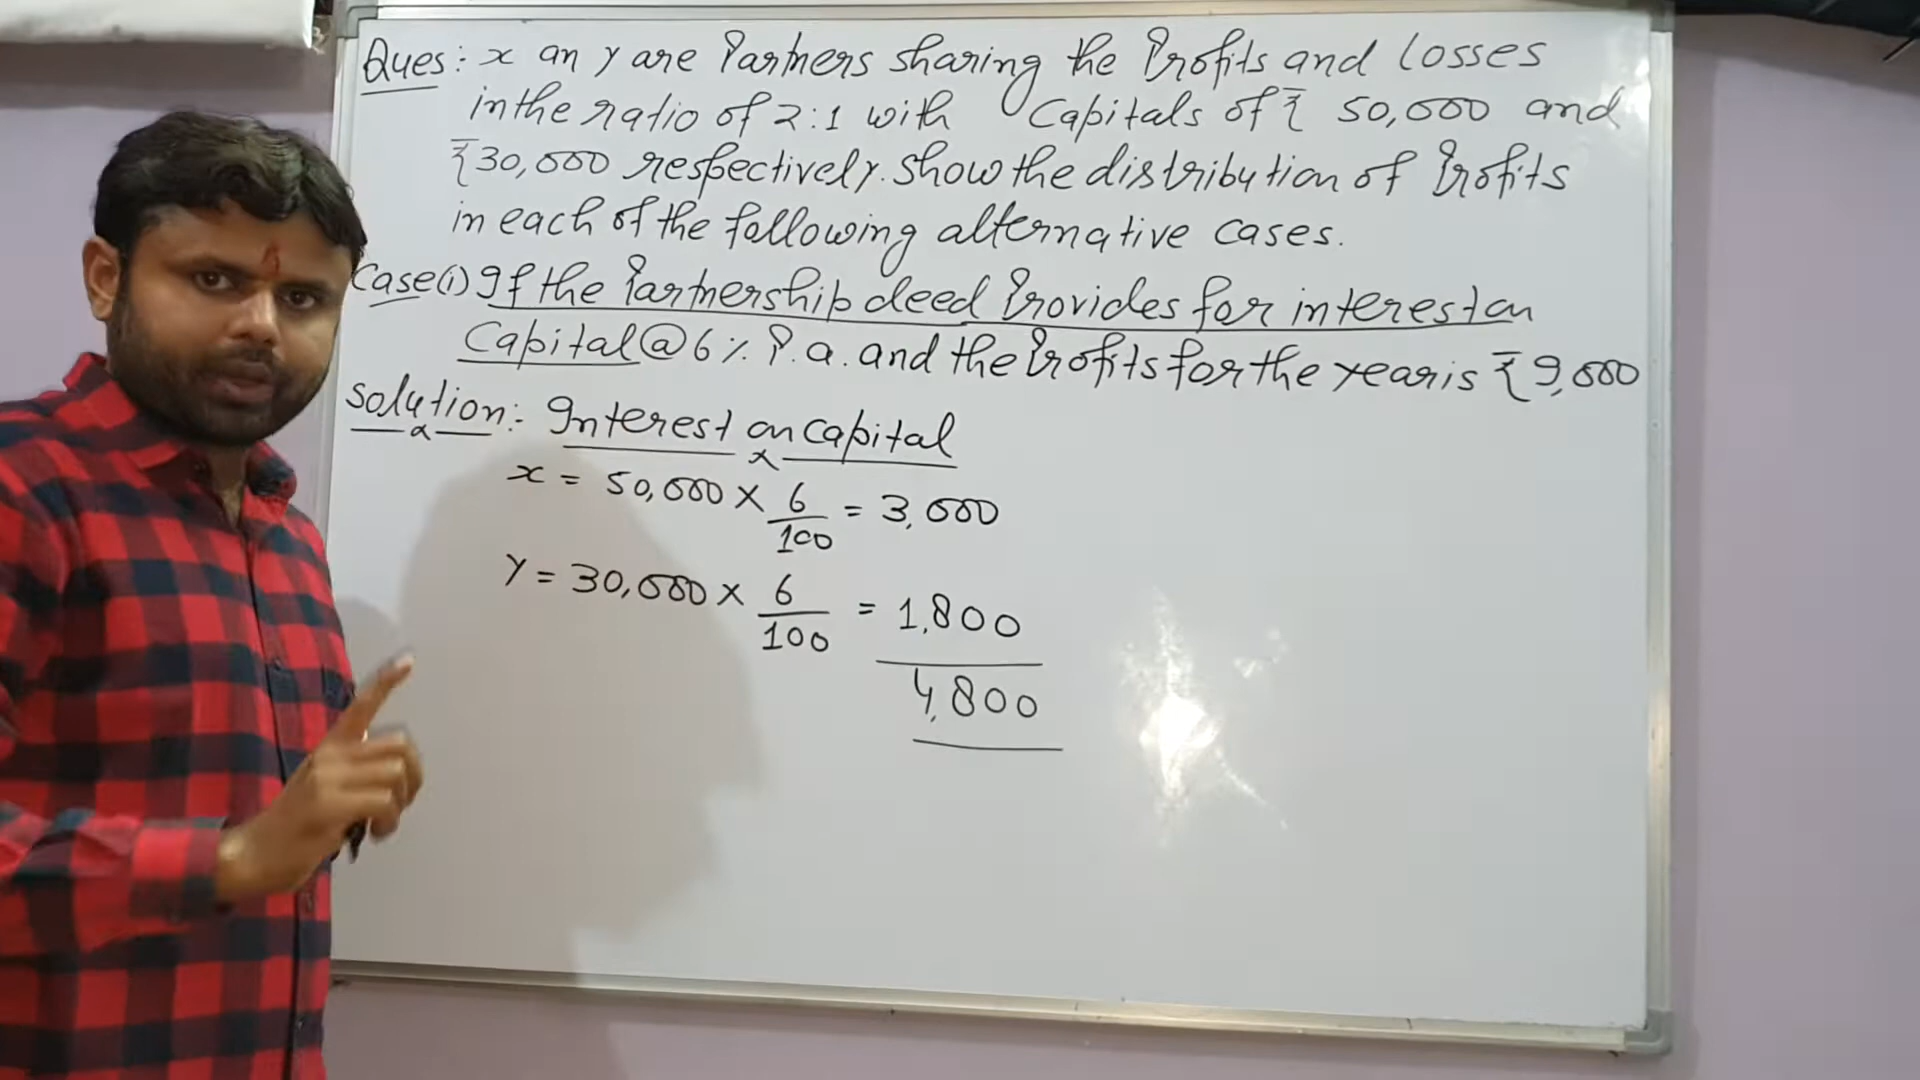 Ques: x an y are Partners sharing the Profits and losses
in the ratio of 2:1 with Capitals of ₹ 50,000 and
₹30,000 respectively. Show the distribution of Profits
in each of the following alternative cases.
Case(i) If the Partnership deed Provides for interest on
Capital @ 6% P.a. and the Profits for the year is ₹9,000
Solution:- Interest on capital
x = 50,000 × 6/100 = 3,000
y = 30,000 × 6/100 = 1,800
4,800